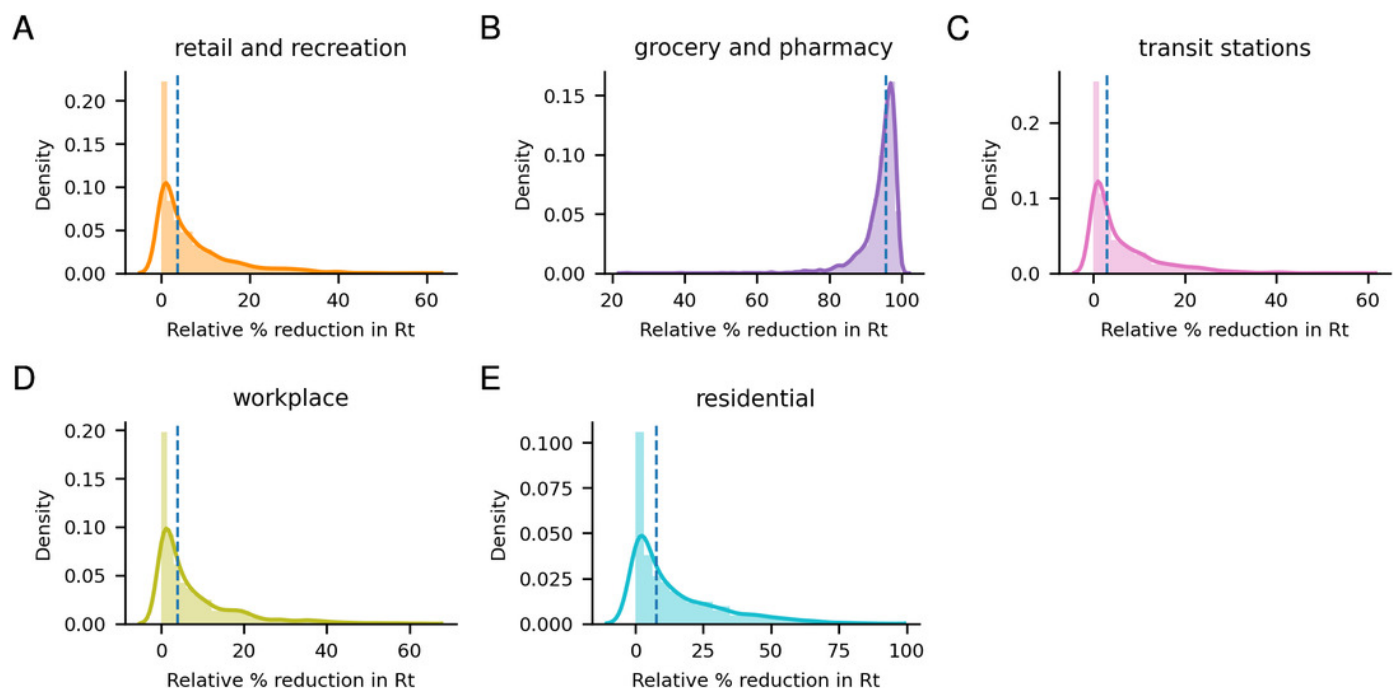 A
retail and recreation
0.20
0.15
0.10
0.05
0.00
Density
0 20 40 60
Relative % reduction in Rt
B
grocery and pharmacy
0.15
0.10
0.05
0.00
Density
20 40 60 80 100
Relative % reduction in Rt
C
transit stations
0.2
0.1
0.0
Density
0 20 40 60
Relative % reduction in Rt
D
workplace
0.20
0.15
0.10
0.05
0.00
Density
0 20 40 60
Relative % reduction in Rt
E
residential
0.100
0.075
0.050
0.025
0.000
Density
0 25 50 75 100
Relative % reduction in Rt